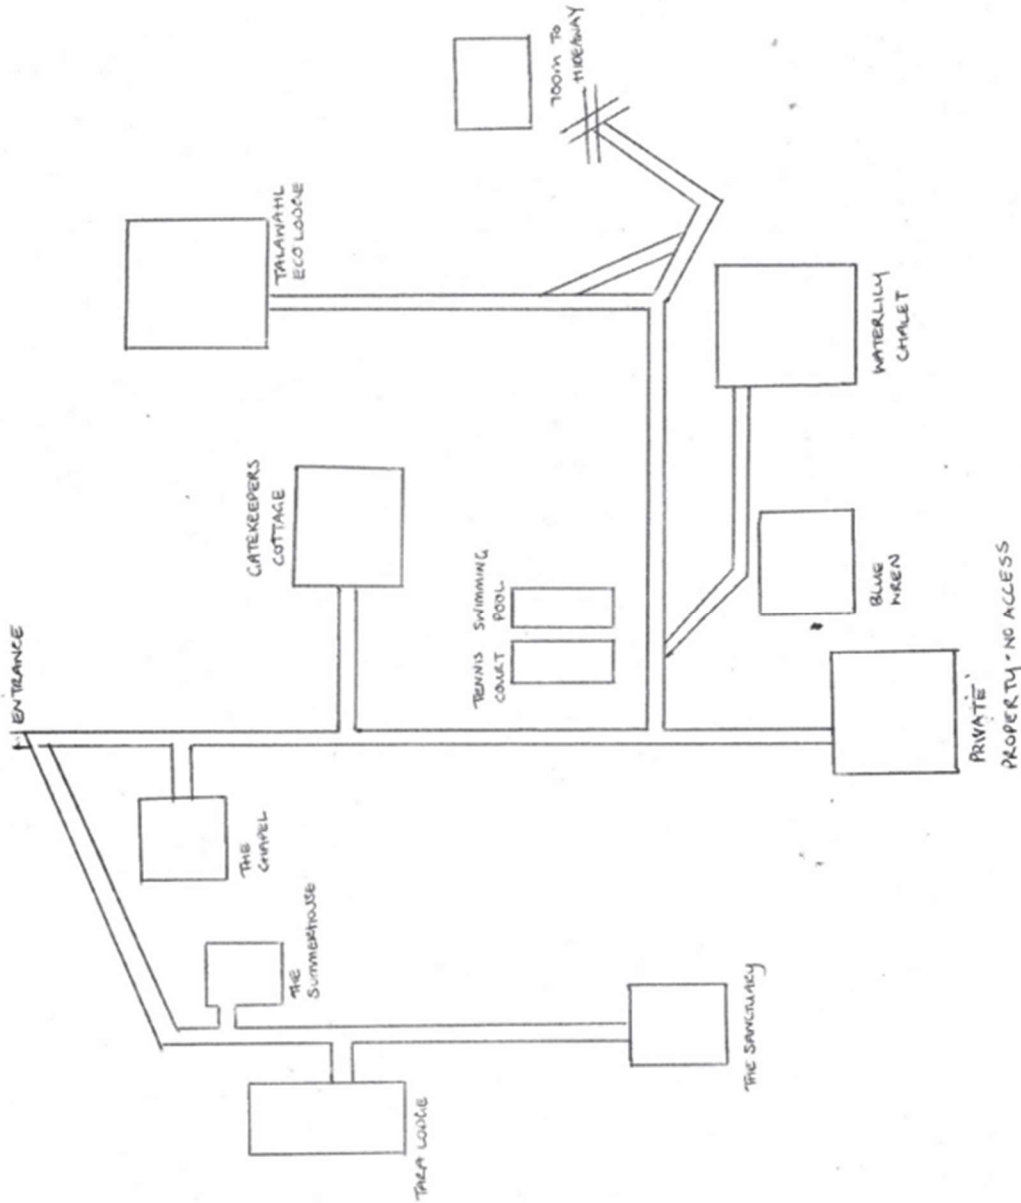 ENTRANCE
THE
CHAPEL
GATEKEEPERS
COTTAGE
TALAWAHL
ECO LODGE
THE
SUMMERHOUSE
TARA LODGE
TENNIS
COURT
SWIMMING
POOL
700m TO
HIDEAWAY
THE SANCTUARY
BLUE
WREN
WATERLILY
CHALET
PRIVATE
PROPERTY - NO ACCESS